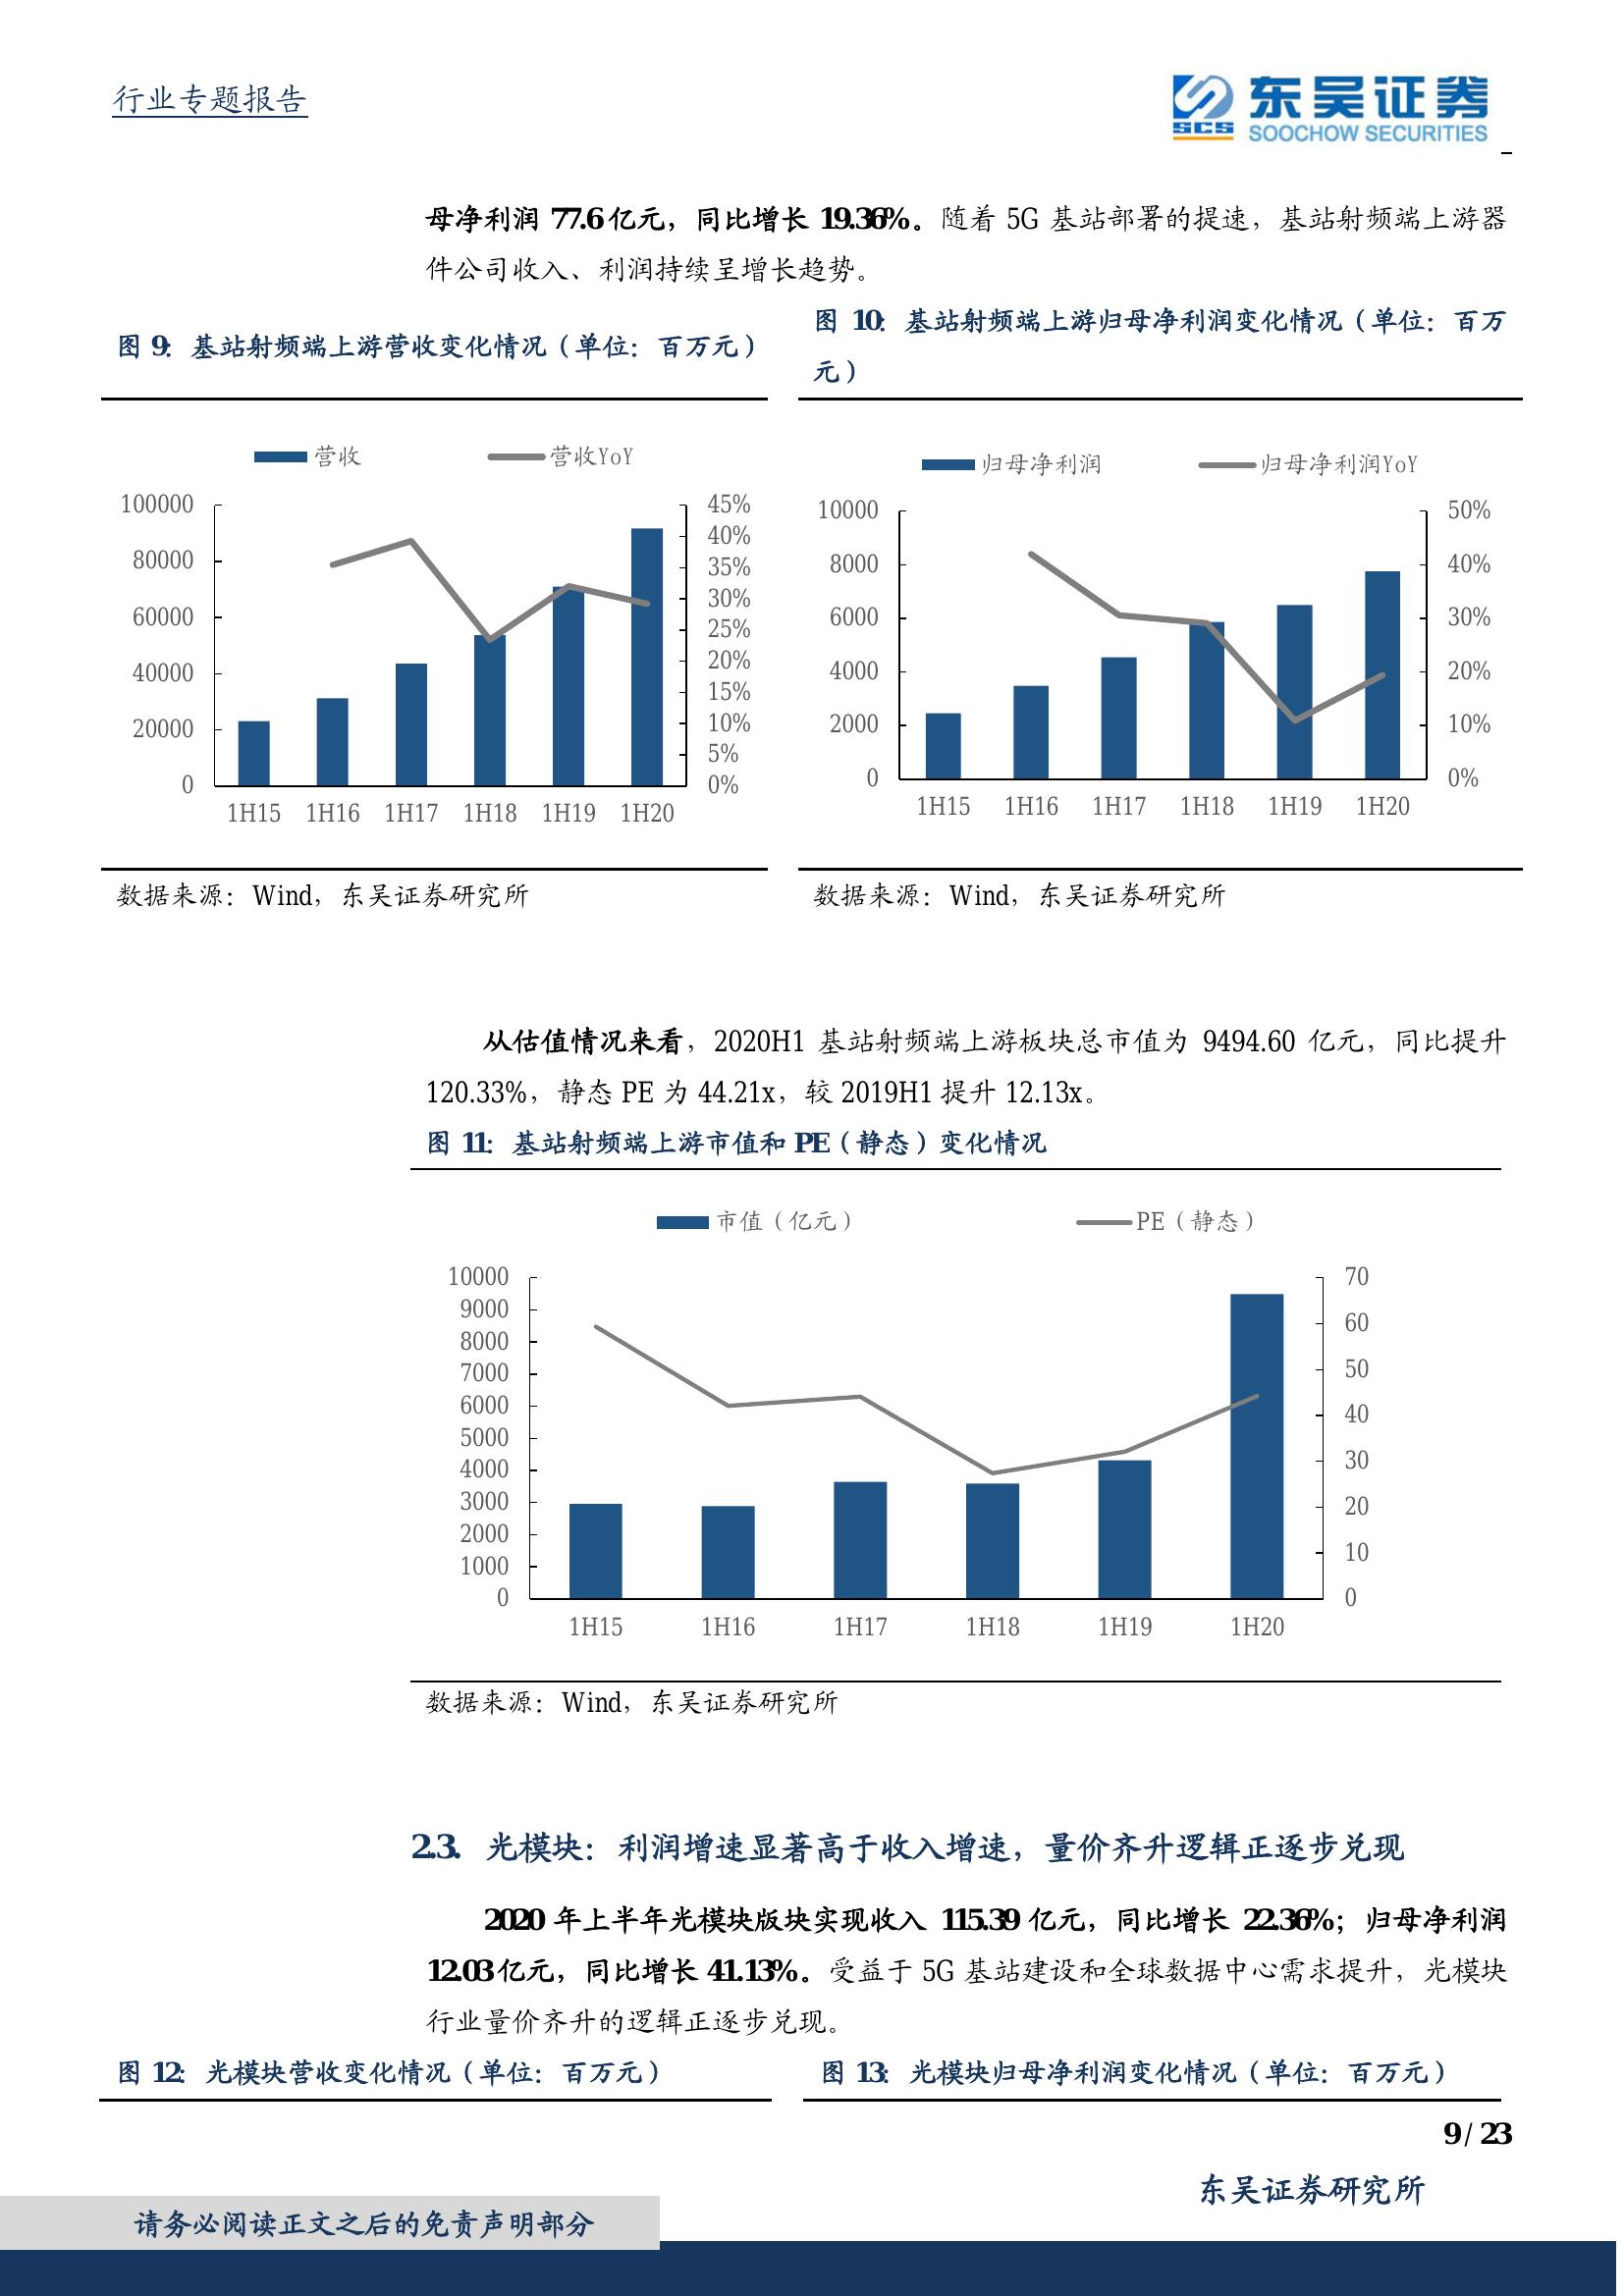 行业专题报告
SCS 东吴证券
SOOCHOW SECURITIES
母净利润 77.6 亿元，同比增长 19.36%。随着 5G 基站部署的提速，基站射频端上游器
件公司收入、利润持续呈增长趋势。
图 9：基站射频端上游营收变化情况（单位：百万元）
营收 营收YoY
100000
80000
60000
40000
20000
0
45%
40%
35%
30%
25%
20%
15%
10%
5%
0%
1H15 1H16 1H17 1H18 1H19 1H20
数据来源：Wind，东吴证券研究所
图 10：基站射频端上游归母净利润变化情况（单位：百万
元）
归母净利润 归母净利润YoY
10000
8000
6000
4000
2000
0
50%
40%
30%
20%
10%
0%
1H15 1H16 1H17 1H18 1H19 1H20
数据来源：Wind，东吴证券研究所
从估值情况来看，2020H1 基站射频端上游板块总市值为 9494.60 亿元，同比提升
120.33%，静态 PE 为 44.21x，较 2019H1 提升 12.13x。
图 11：基站射频端上游市值和 PE（静态）变化情况
市值（亿元） PE（静态）
10000
9000
8000
7000
6000
5000
4000
3000
2000
1000
0
70
60
50
40
30
20
10
0
1H15 1H16 1H17 1H18 1H19 1H20
数据来源：Wind，东吴证券研究所
2.3. 光模块：利润增速显著高于收入增速，量价齐升逻辑正逐步兑现
2020 年上半年光模块版块实现收入 115.39 亿元，同比增长 22.36%；归母净利润
12.03 亿元，同比增长 41.13%。受益于 5G 基站建设和全球数据中心需求提升，光模块
行业量价齐升的逻辑正逐步兑现。
图 12：光模块营收变化情况（单位：百万元）
图 13：光模块归母净利润变化情况（单位：百万元）
9 / 23
东吴证券研究所
请务必阅读正文之后的免责声明部分